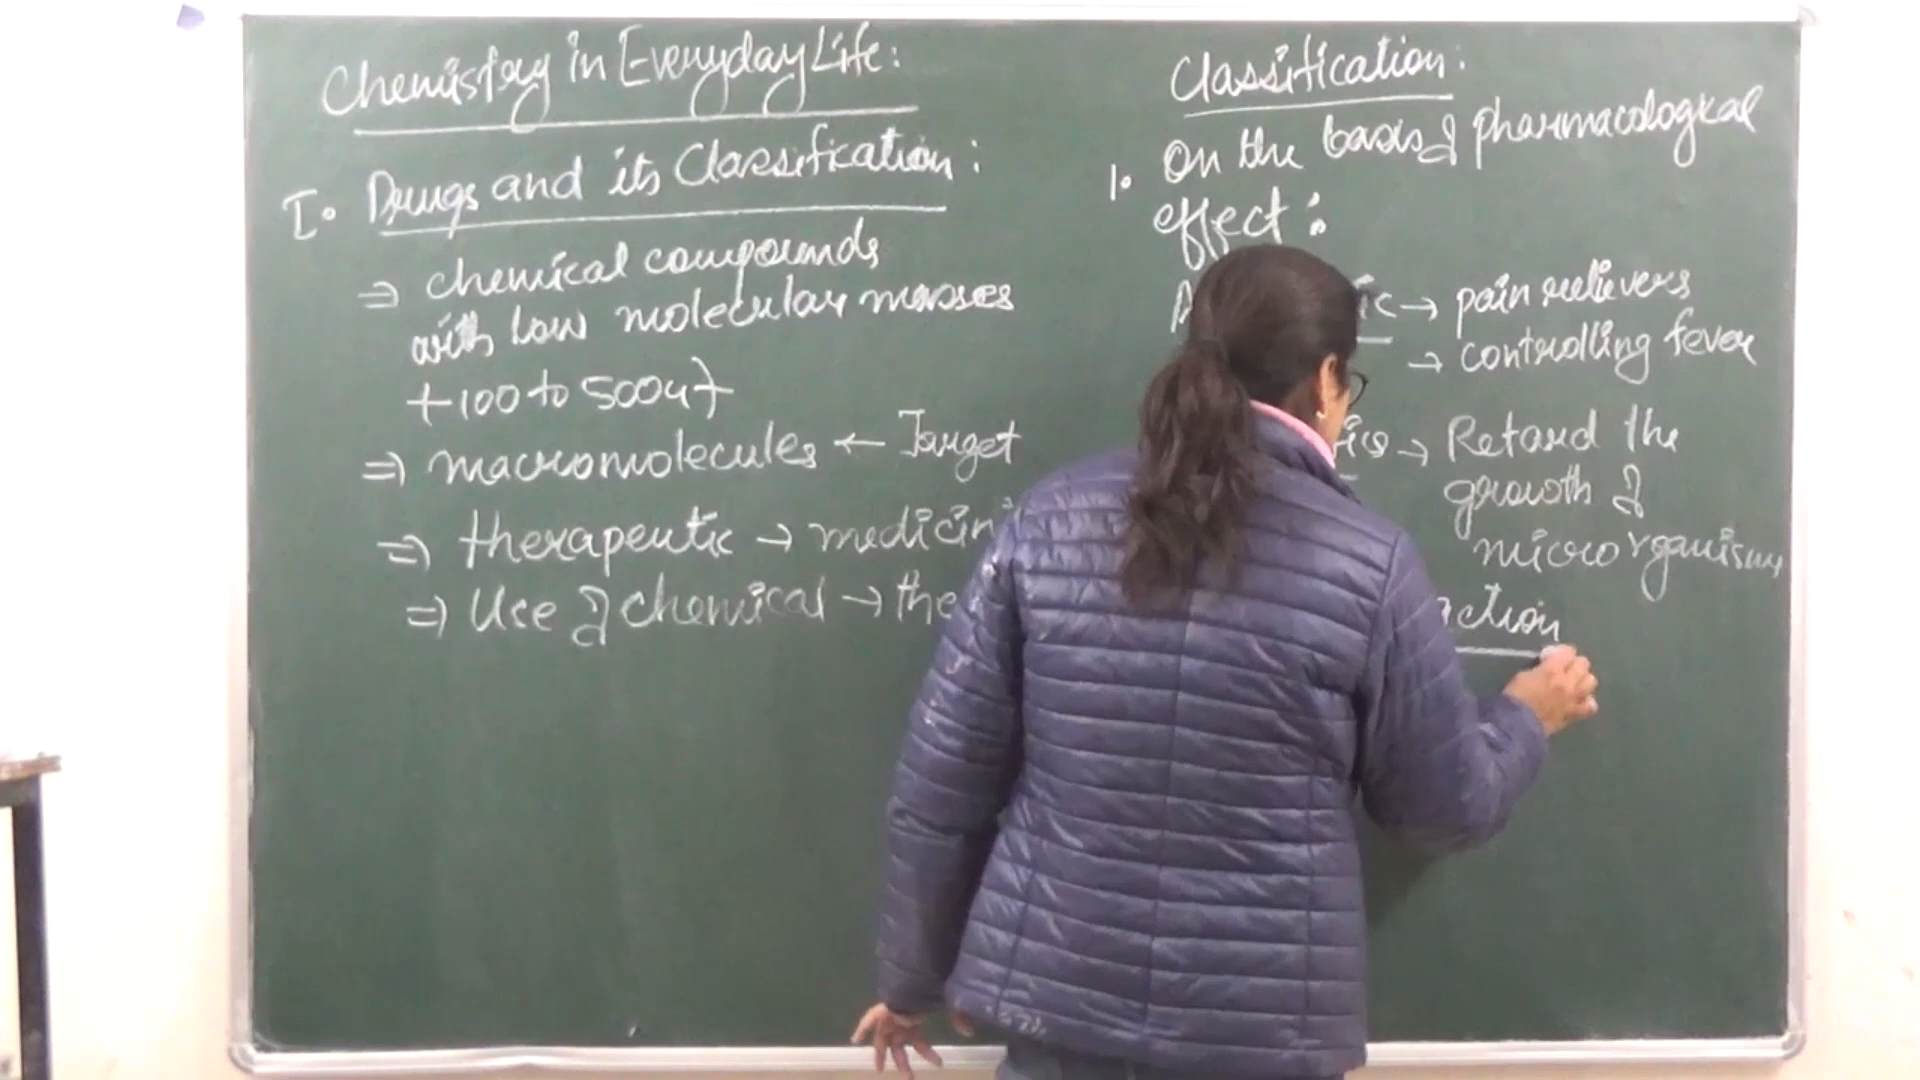 Chemistry in Everyday Life:
I. Drugs and its Classification:
⇒ chemical compounds
with low molecular masses
(100 to 500u)
⇒ macromolecules ← Target
⇒ therapeutic → medicin
⇒ Use of chemical → the
Classification:
1. On the basis of pharmacological
effect:
→ pain relievers
→ controlling fever
→ Retard the
growth of
microorganisms
action